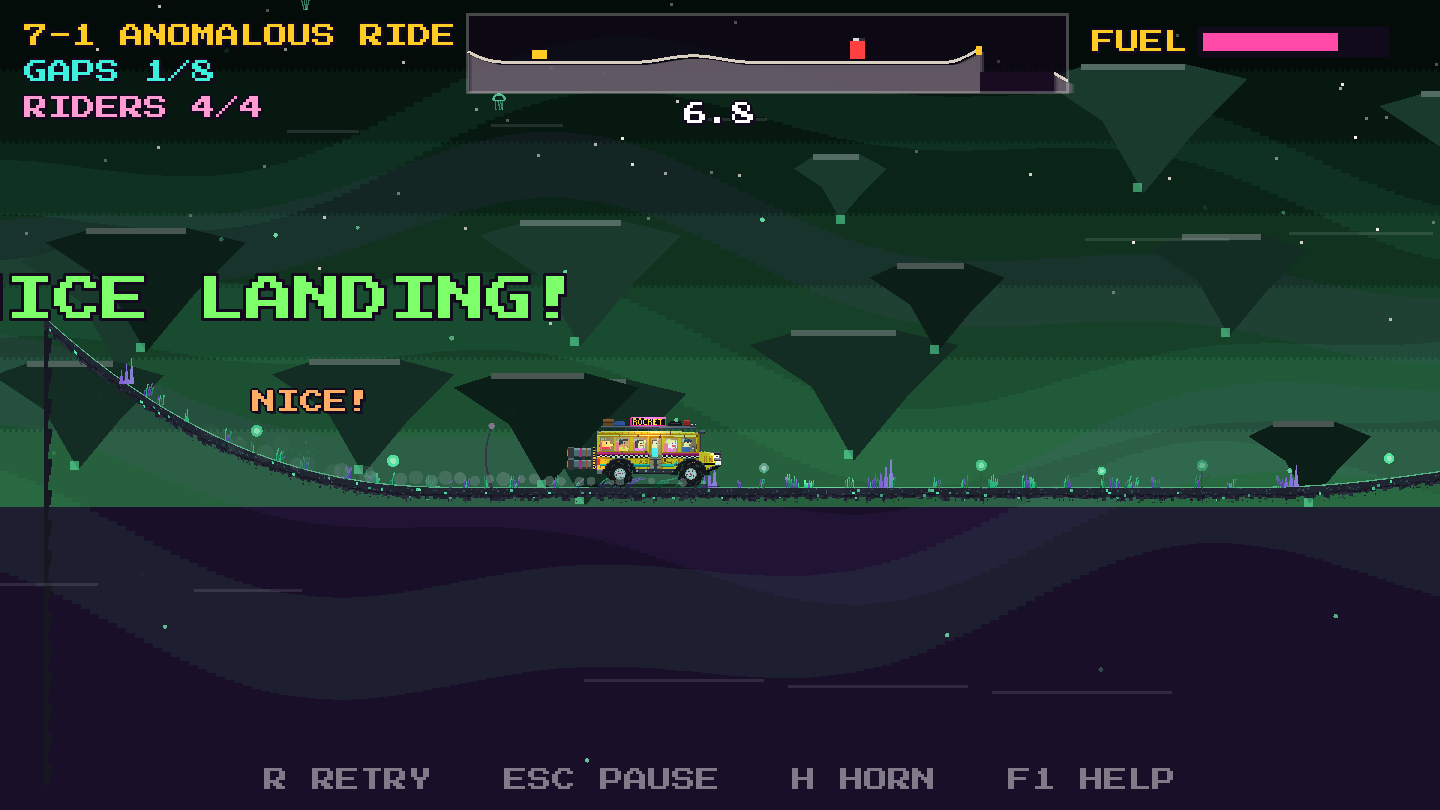 7-1 ANOMALOUS RIDE
GAPS 1/8
RIDERS 4/4
6.8
FUEL
ICE LANDING!
NICE!
ROCKET
R RETRY ESC PAUSE H HORN F1 HELP